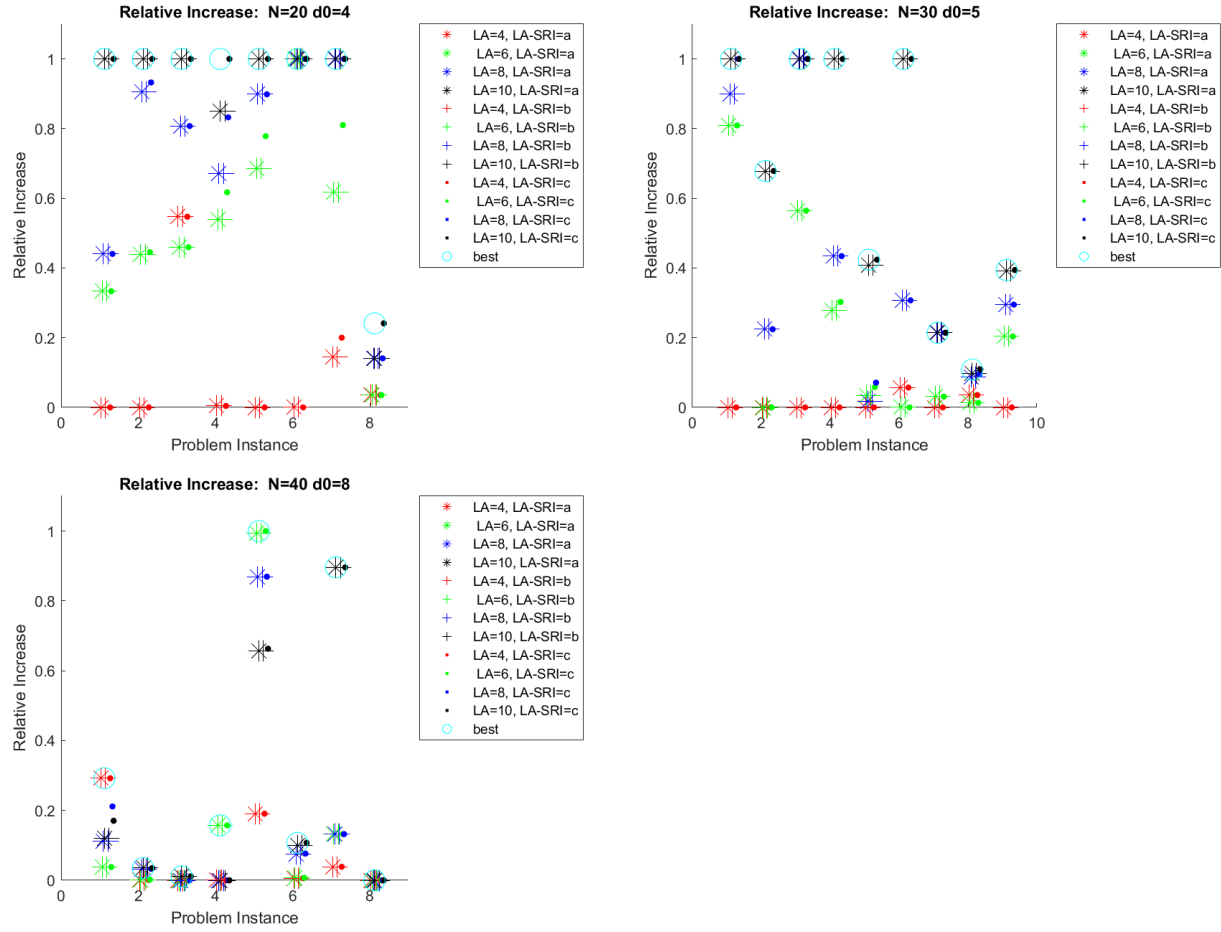 Relative Increase:  N=20 d0=4
1
0.8
0.6
0.4
0.2
0
Relative Increase
0
2
4
6
8
Problem Instance
LA=4, LA-SRI=a
LA=6, LA-SRI=a
LA=8, LA-SRI=a
LA=10, LA-SRI=a
LA=4, LA-SRI=b
LA=6, LA-SRI=b
LA=8, LA-SRI=b
LA=10, LA-SRI=b
LA=4, LA-SRI=c
LA=6, LA-SRI=c
LA=8, LA-SRI=c
LA=10, LA-SRI=c
best
Relative Increase:  N=30 d0=5
1
0.8
0.6
0.4
0.2
0
Relative Increase
0
2
4
6
8
10
Problem Instance
LA=4, LA-SRI=a
LA=6, LA-SRI=a
LA=8, LA-SRI=a
LA=10, LA-SRI=a
LA=4, LA-SRI=b
LA=6, LA-SRI=b
LA=8, LA-SRI=b
LA=10, LA-SRI=b
LA=4, LA-SRI=c
LA=6, LA-SRI=c
LA=8, LA-SRI=c
LA=10, LA-SRI=c
best
Relative Increase:  N=40 d0=8
1
0.8
0.6
0.4
0.2
0
Relative Increase
0
2
4
6
8
Problem Instance
LA=4, LA-SRI=a
LA=6, LA-SRI=a
LA=8, LA-SRI=a
LA=10, LA-SRI=a
LA=4, LA-SRI=b
LA=6, LA-SRI=b
LA=8, LA-SRI=b
LA=10, LA-SRI=b
LA=4, LA-SRI=c
LA=6, LA-SRI=c
LA=8, LA-SRI=c
LA=10, LA-SRI=c
best